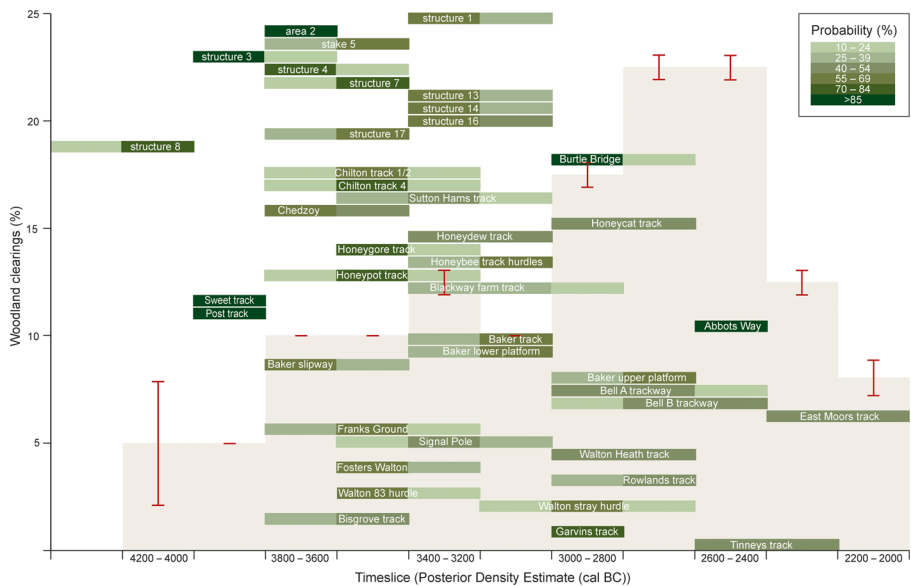 25
20
15
10
5
Woodland clearings (%)
structure 1
area 2
stake 5
structure 3
structure 4
structure 7
structure 13
structure 14
structure 16
structure 17
structure 8
Burtle Bridge
Chilton track 1/2
Chilton track 4
Sutton Hams track
Chedzoy
Honeycat track
Honeydew track
Honeygore track
Honeybee track hurdles
Honeypot track
Blackway farm track
Sweet track
Post track
Abbots Way
Baker track
Baker lower platform
Baker slipway
Baker upper platform
Bell A trackway
Bell B trackway
East Moors track
Franks Ground
Signal Pole
Walton Heath track
Fosters Walton
Rowlands track
Walton 83 hurdle
Walton stray hurdle
Bisgrove track
Garvins track
Tinneys track
Probability (%)
10 – 24
25 – 39
40 – 54
55 – 69
70 – 84
>85
4200 – 4000
3800 – 3600
3400 – 3200
3000 – 2800
2600 – 2400
2200 – 2000
Timeslice (Posterior Density Estimate (cal BC))